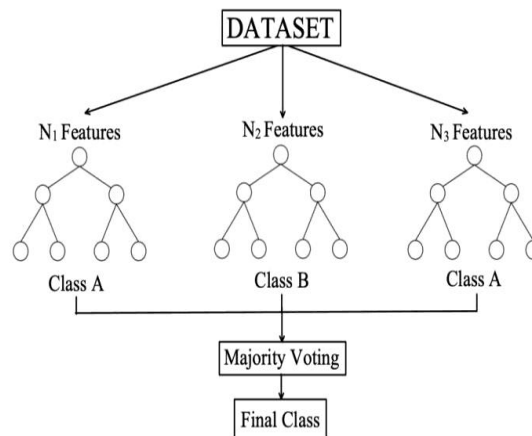 DATASET
N₁ Features
N₂ Features
N₃ Features
Class A
Class B
Class A
Majority Voting
Final Class